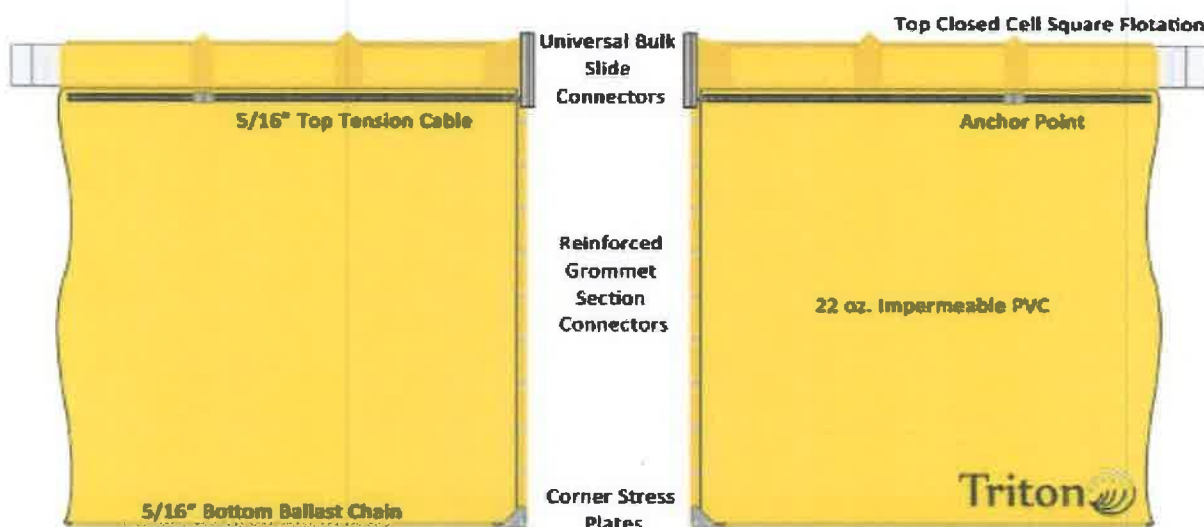 Top Closed Cell Square Flotation
Universal Bulk
Slide
Connectors
5/16" Top Tension Cable
Anchor Point
Reinforced
Grommet
Section
Connectors
22 oz. Impermeable PVC
5/16" Bottom Ballast Chain
Corner Stress
Plates
Triton